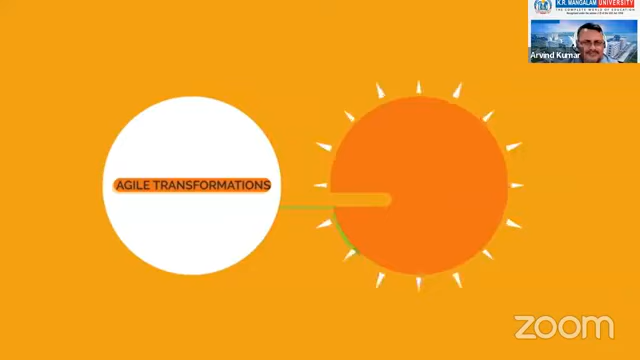 K.R. MANGALAM UNIVERSITY
THE COMPLETE WORLD OF EDUCATION
Arvind Kumar
AGILE TRANSFORMATIONS
zoom